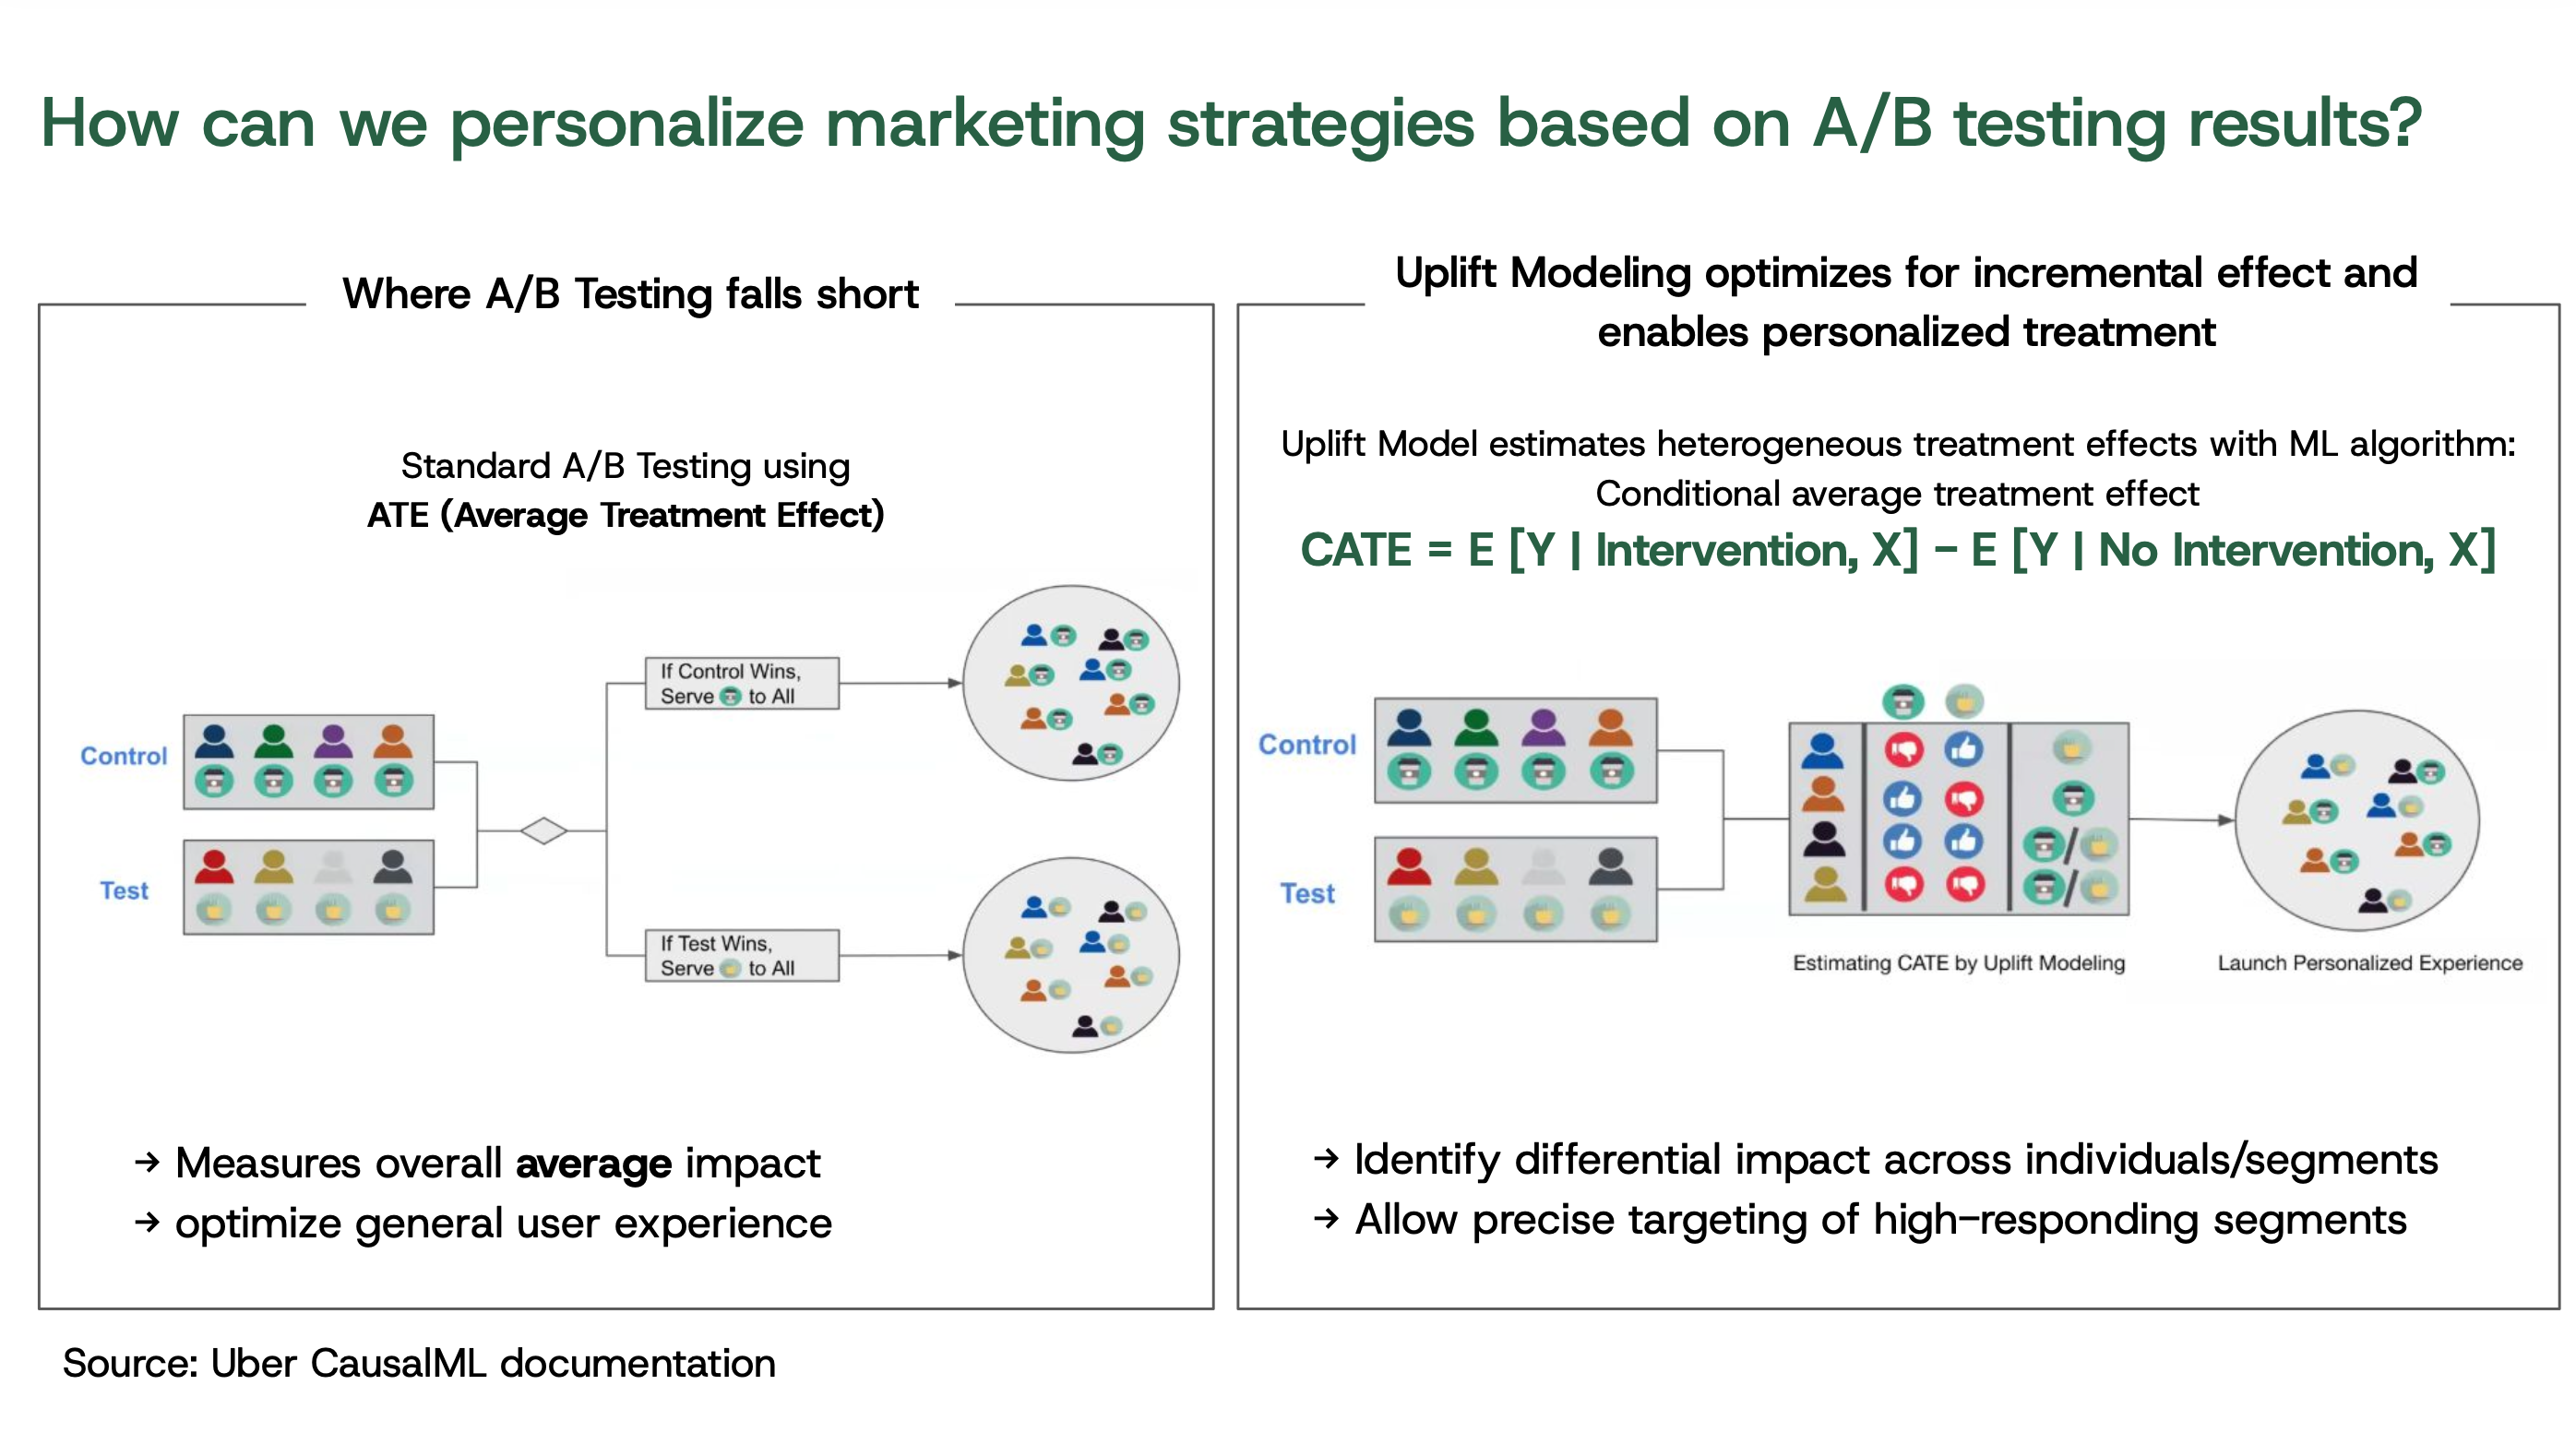 How can we personalize marketing strategies based on A/B testing results?
Where A/B Testing falls short
Standard A/B Testing using
ATE (Average Treatment Effect)
Control
Test
If Control Wins,
Serve to All
If Test Wins,
Serve to All
→ Measures overall average impact
→ optimize general user experience
Uplift Modeling optimizes for incremental effect and
enables personalized treatment
Uplift Model estimates heterogeneous treatment effects with ML algorithm:
Conditional average treatment effect
CATE = E [Y | Intervention, X] – E [Y | No Intervention, X]
Control
Test
/
/
Estimating CATE by Uplift Modeling
Launch Personalized Experience
→ Identify differential impact across individuals/segments
→ Allow precise targeting of high-responding segments
Source: Uber CausalML documentation